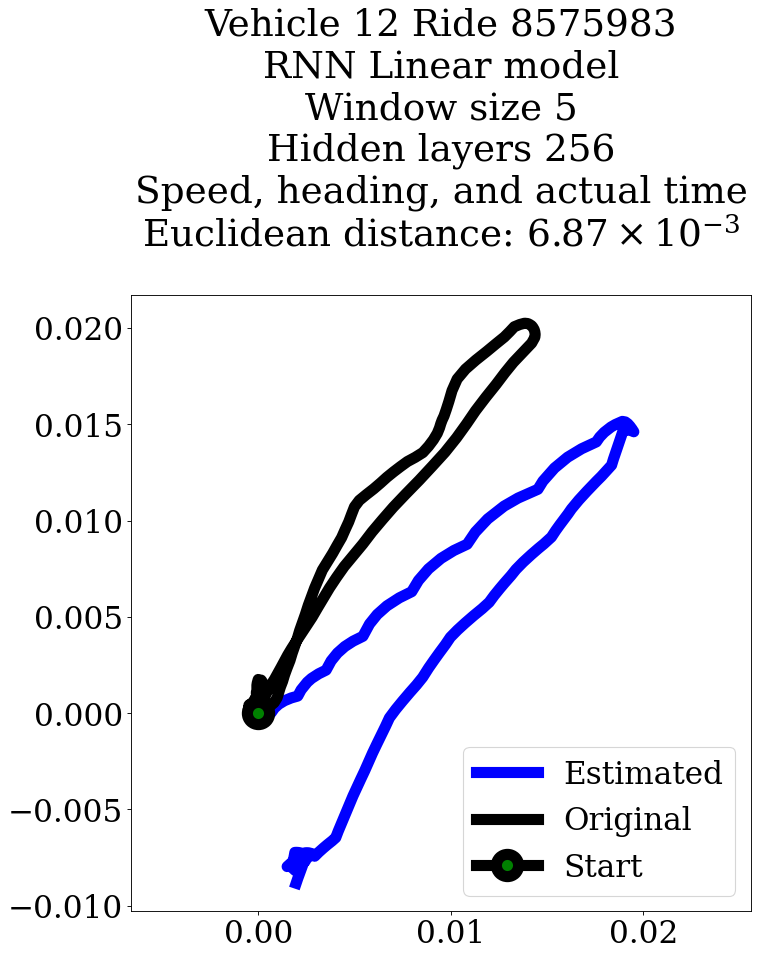 Vehicle 12 Ride 8575983
RNN Linear model
Window size 5
Hidden layers 256
Speed, heading, and actual time
Euclidean distance: 6.87 × 10⁻³
0.020
0.015
0.010
0.005
0.000
−0.005
−0.010
0.00 0.01 0.02
Estimated
Original
Start